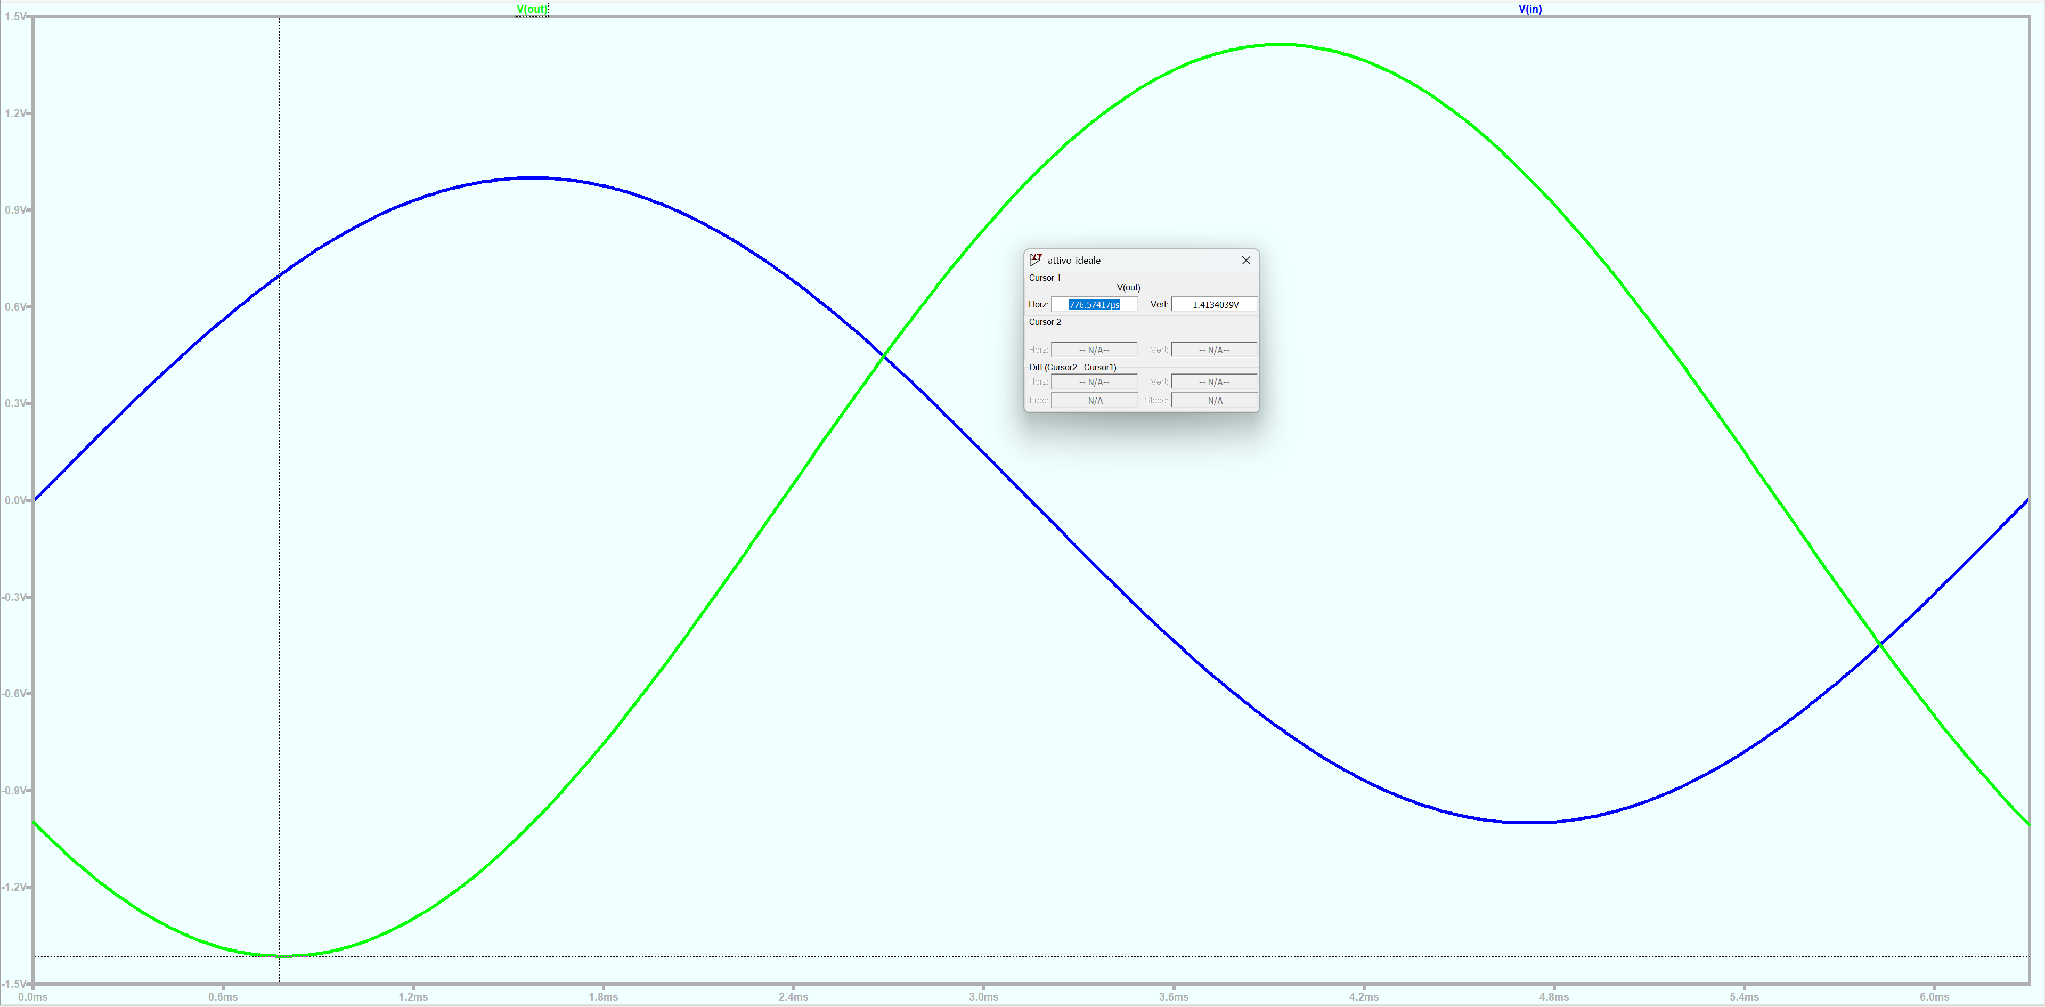 V(out) V(in)
1.5V
1.2V
0.9V
0.6V
0.3V
0.0V
-0.3V
-0.6V
-0.9V
-1.2V
-1.5V
0.0ms 0.6ms 1.2ms 1.8ms 2.4ms 3.0ms 3.6ms 4.2ms 4.8ms 5.4ms 6.0ms
attivo ideale
Cursor 1
V(out)
Horz: 776.57417µs Vert: 1.4134039V
Cursor 2
Horz: -- N/A-- Vert: -- N/A--
Diff (Cursor2 - Cursor1)
Horz: -- N/A-- Vert: -- N/A--
N/A Slope: N/A